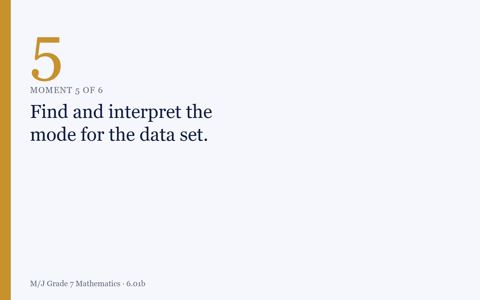 5
MOMENT 5 OF 6
Find and interpret the
mode for the data set.
M/J Grade 7 Mathematics · 6.01b